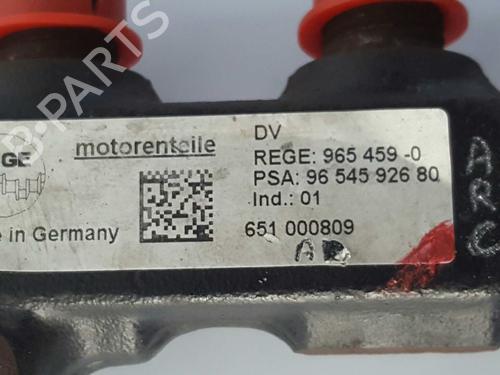 GE
motorenteile
DV
REGE: 965 459 -0
PSA: 96 545 926 80
Ind.: 01
e in Germany
651 000809
A D
ARC
B-PARTS